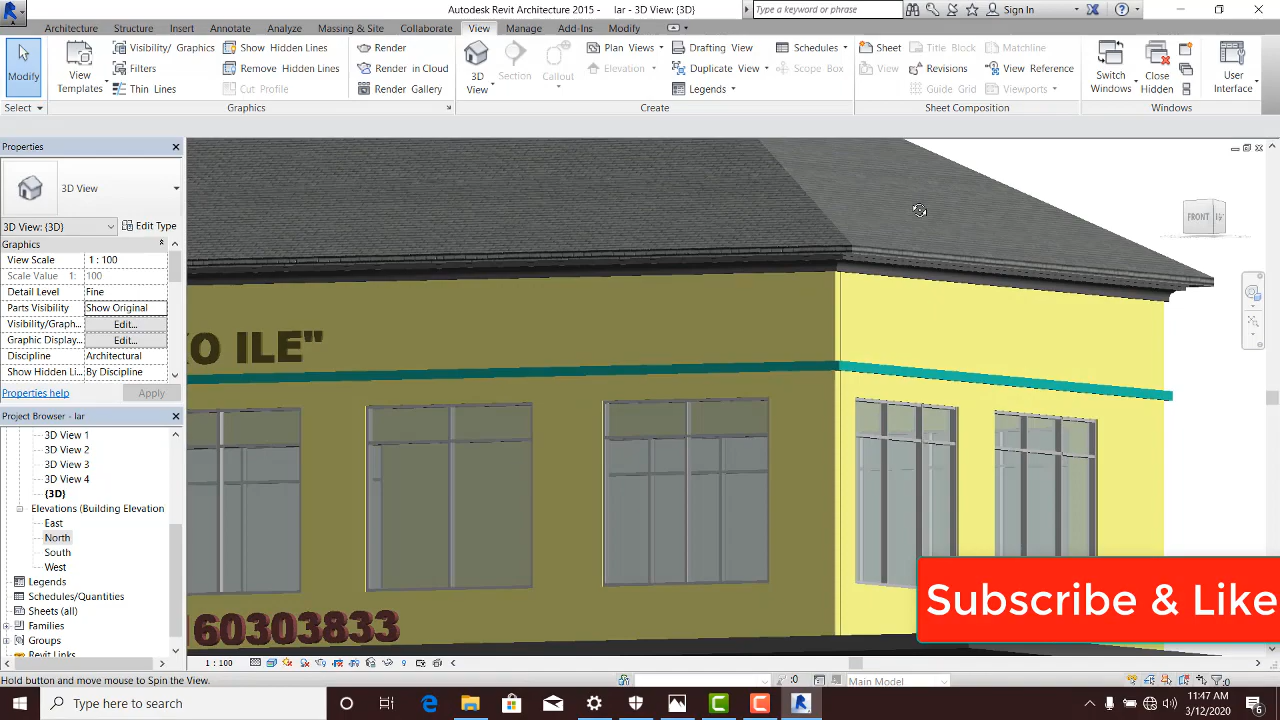 Autodesk Revit Architecture 2015 - lar - 3D View: {3D}
Type a keyword or phrase
Sign In
Architecture Structure Insert Annotate Analyze Massing & Site Collaborate View Manage Add-Ins Modify
Modify
View Templates
Visibility/ Graphics
Filters
Thin Lines
Show Hidden Lines
Remove Hidden Lines
Cut Profile
Render
Render in Cloud
Render Gallery
3D View
Section
Callout
Plan Views
Elevation
Drafting View
Duplicate View
Legends
Schedules
Scope Box
Sheet
View
Title Block
Revisions
Guide Grid
Matchline
View Reference
Viewports
Switch Windows
Close Hidden
User Interface
Select Graphics Create Sheet Composition Windows
Properties
3D View
3D View: {3D} Edit Type
Graphics
View Scale 1 : 100
Scale Value 1: 100
Detail Level Fine
Parts Visibility Show Original
Visibility/Graph... Edit...
Graphic Display... Edit...
Discipline Architectural
Show Hidden Li... By Discipline
Properties help Apply
Project Browser - lar
3D View 1
3D View 2
3D View 3
3D View 4
{3D}
Elevations (Building Elevation
East
North
South
West
Legends
Schedules/Quantities
Sheets (all)
Families
Groups
Revit Links
FRONT
O ILE"
160303833
Subscribe & Like
1 : 100
Hold button and move mouse to Spin the View.
:0
Main Model
:0
Type here to search
11:47 AM
3/12/2020
6